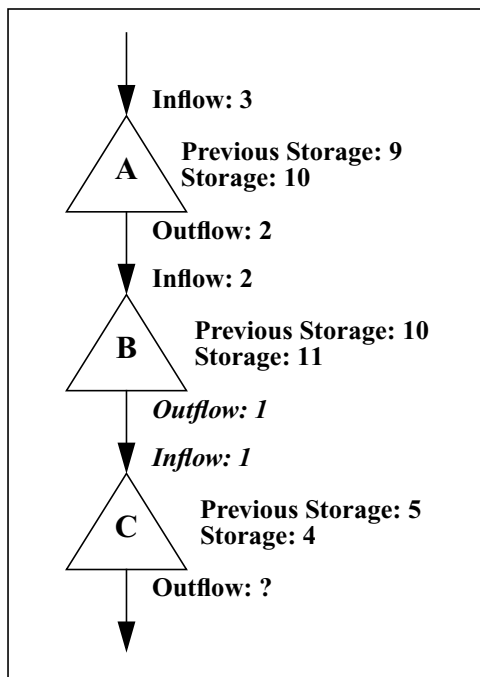 Inflow: 3
A
Previous Storage: 9
Storage: 10
Outflow: 2
Inflow: 2
B
Previous Storage: 10
Storage: 11
Outflow: 1
Inflow: 1
C
Previous Storage: 5
Storage: 4
Outflow: ?